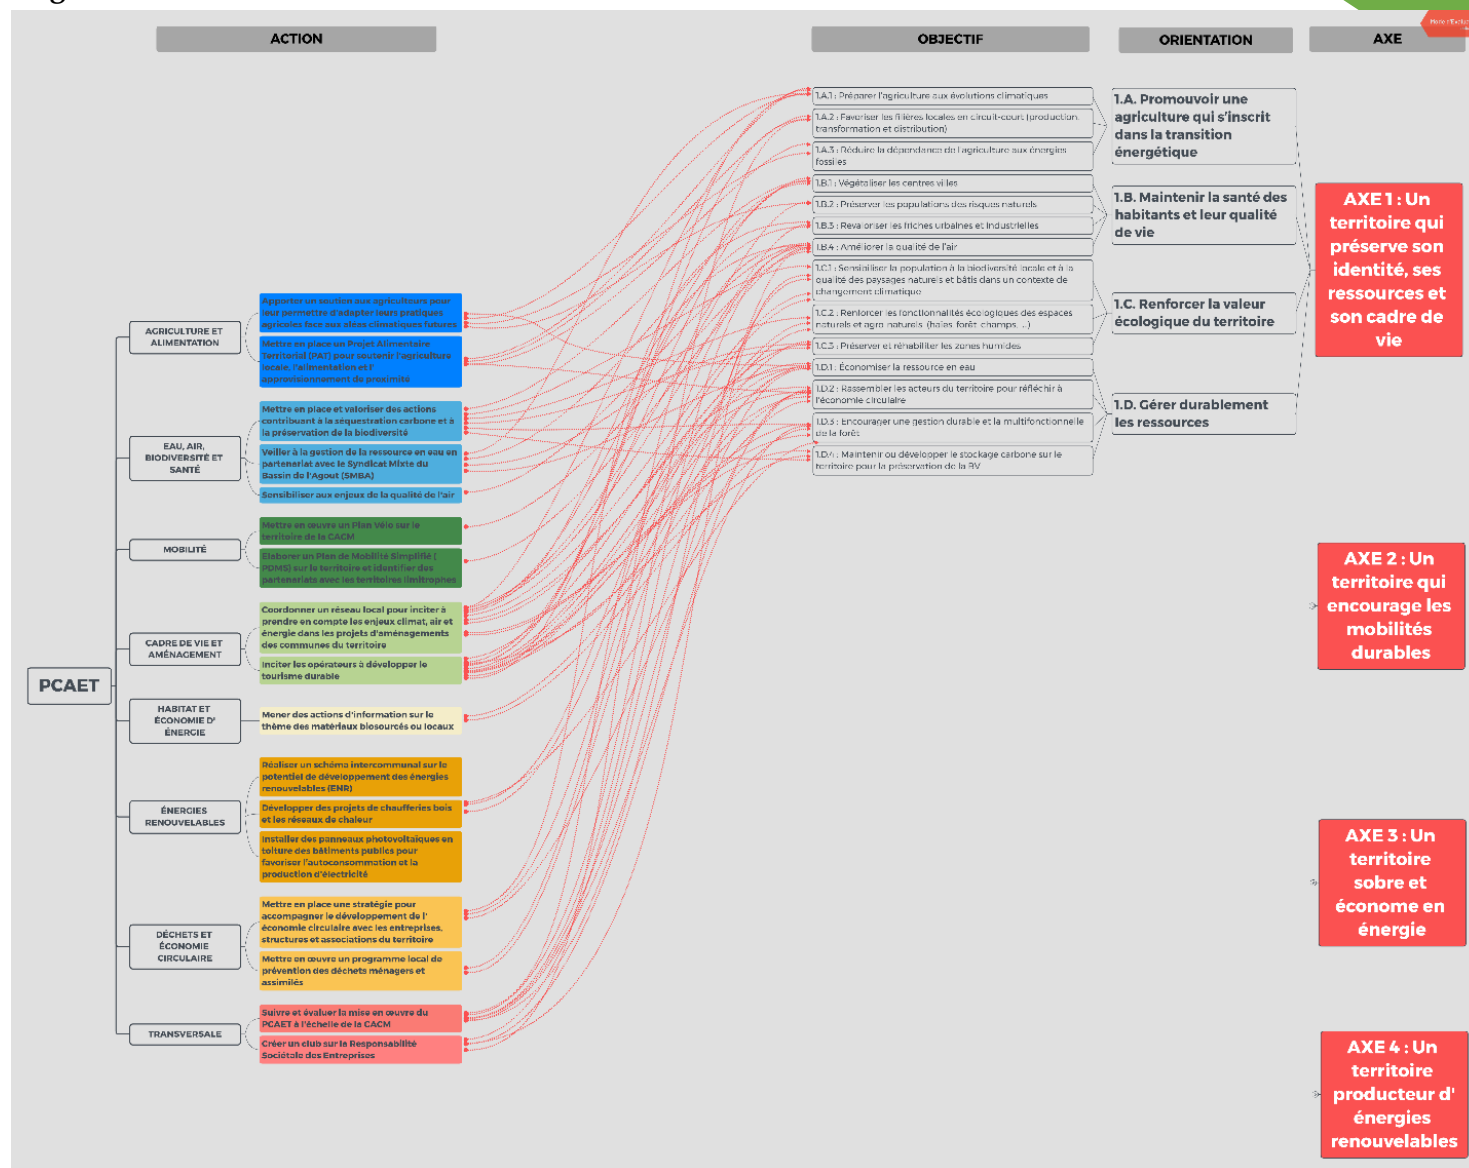 ACTION
OBJECTIF
ORIENTATION
AXE
PCAET
AGRICULTURE ET
ALIMENTATION
Apporter un soutien aux agriculteurs pour
leur permettre d'adapter leurs pratiques
agricoles face aux aléas climatiques futures
Mettre en place un Projet Alimentaire
Territorial (PAT) pour soutenir l'agriculture
locale, l'alimentation et l'
approvisionnement de proximité
EAU, AIR,
BIODIVERSITÉ ET
SANTÉ
Mettre en place et valoriser des actions
contribuant à la séquestration carbone et à
la préservation de la biodiversité
Veiller à la gestion de la ressource en eau en
partenariat avec le Syndicat Mixte du
Bassin de l'Agout (SMBA)
Sensibiliser aux enjeux de la qualité de l'air
MOBILITÉ
Mettre en œuvre un Plan Vélo sur le
territoire de la CACM
Elaborer un Plan de Mobilité Simplifié (
PDMS) sur le territoire et identifier des
partenariats avec les territoires limitrophes
CADRE DE VIE ET
AMÉNAGEMENT
Coordonner un réseau local pour inciter à
prendre en compte les enjeux climat, air et
énergie dans les projets d'aménagements
des communes du territoire
Inciter les opérateurs à développer le
tourisme durable
HABITAT ET
ÉCONOMIE D'
ÉNERGIE
Mener des actions d'information sur le
thème des matériaux biosourcés ou locaux
ÉNERGIES
RENOUVELABLES
Réaliser un schéma intercommunal sur le
potentiel de développement des énergies
renouvelables (ENR)
Développer des projets de chaufferies bois
et les réseaux de chaleur
Installer des panneaux photovoltaïques en
toiture des bâtiments publics pour
favoriser l'autoconsommation et la
production d'électricité
DÉCHETS ET
ÉCONOMIE
CIRCULAIRE
Mettre en place une stratégie pour
accompagner le développement de l'
économie circulaire avec les entreprises,
structures et associations du territoire
Mettre en œuvre un programme local de
prévention des déchets ménagers et
assimilés
TRANSVERSALE
Suivre et évaluer la mise en œuvre du
PCAET à l'échelle de la CACM
Créer un club sur la Responsabilité
Sociétale des Entreprises
1.A.1 : Préparer l'agriculture aux évolutions climatiques
1.A.2 : Favoriser les filières locales en circuit-court (production,
transformation et distribution)
1.A.3 : Réduire la dépendance de l'agriculture aux énergies
fossiles
1.B.1 : Végétaliser les centres villes
1.B.2 : Préserver les populations des risques naturels
1.B.3 : Revaloriser les friches urbaines et industrielles
1.B.4 : Améliorer la qualité de l'air
1.C.1 : Sensibiliser la population à la biodiversité locale et à la
qualité des paysages naturels et bâtis dans un contexte de
changement climatique
1.C.2 : Renforcer les fonctionnalités écologiques des espaces
naturels et agro naturels (haies, forêt, champs, ...)
1.C.3 : Préserver et réhabiliter les zones humides
1.D.1 : Économiser la ressource en eau
1.D.2 : Rassembler les acteurs du territoire pour réfléchir à
l'économie circulaire
1.D.3 : Encourager une gestion durable et la multifonctionnelle
de la forêt
1.D.4 : Maintenir ou développer le stockage carbone sur le
territoire pour la préservation de la BV
1.A. Promouvoir une
agriculture qui s'inscrit
dans la transition
énergétique
1.B. Maintenir la santé des
habitants et leur qualité
de vie
1.C. Renforcer la valeur
écologique du territoire
1.D. Gérer durablement
les ressources
AXE 1 : Un
territoire qui
préserve son
identité, ses
ressources et
son cadre de
vie
AXE 2 : Un
territoire qui
encourage les
mobilités
durables
AXE 3 : Un
territoire
sobre et
économe en
énergie
AXE 4 : Un
territoire
producteur d'
énergies
renouvelables